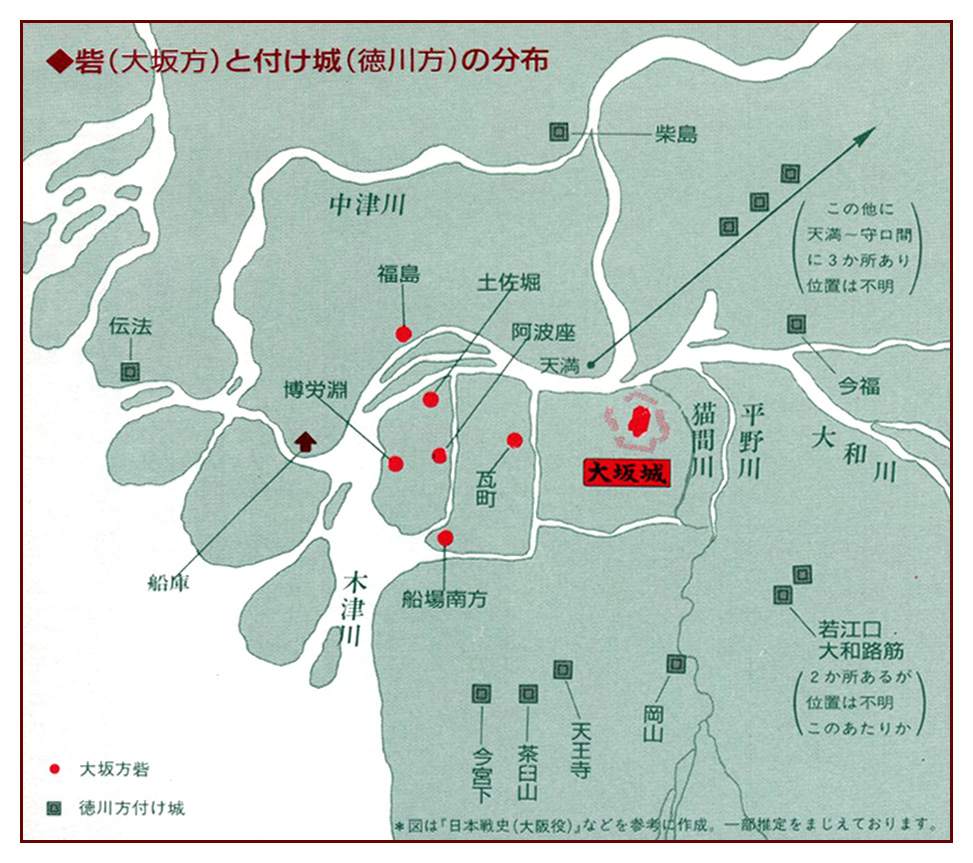 ◆砦(大坂方)と付け城(徳川方)の分布
柴島
中津川
この他に
天満～守口間
に3か所あり
位置は不明
福島
土佐堀
伝法
阿波座
天満
今福
博労淵
猫間川
平野川
大和川
大坂城
瓦町
船庫
木津川
船場南方
若江口
大和路筋
2か所あるが
位置は不明
このあたりか
岡山
天王寺
茶臼山
今宮下
大坂方砦
徳川方付け城
＊図は『日本戦史(大阪役)』などを参考に作成。一部推定をまじえております。